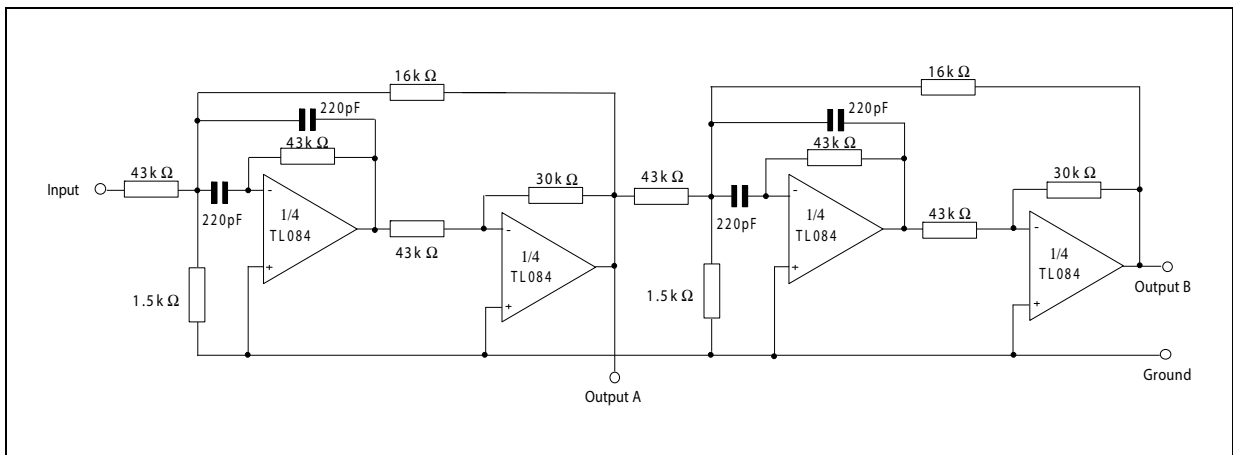 16k Ω
220pF
43k Ω
43k Ω
Input
220pF
-
1/4
TL084
+
1.5k Ω
43k Ω
30k Ω
-
1/4
TL084
+
Output A
43k Ω
16k Ω
220pF
43k Ω
220pF
-
1/4
TL084
+
1.5k Ω
43k Ω
30k Ω
-
1/4
TL084
+
Output B
Ground